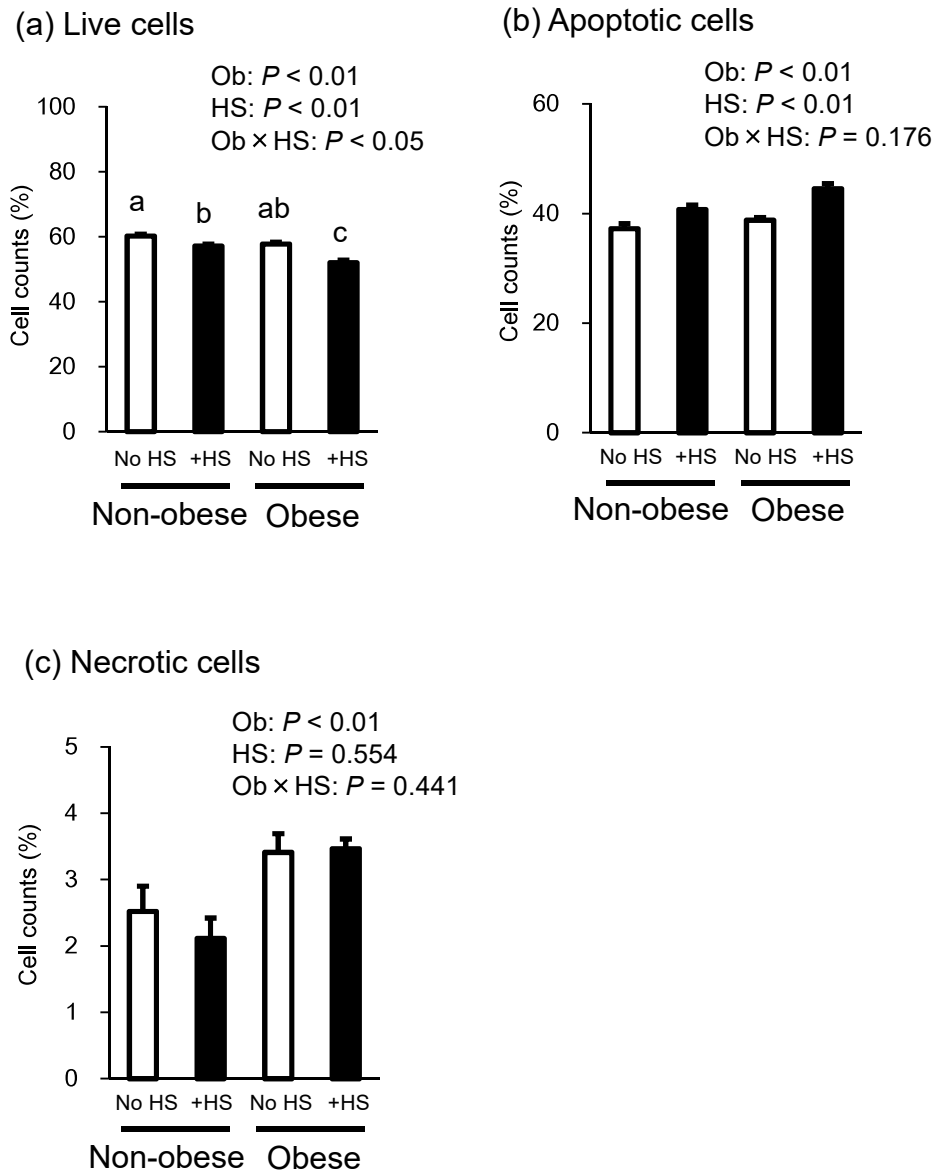 (a) Live cells
Ob: P < 0.01
HS: P < 0.01
Ob × HS: P < 0.05
100
80
60
40
20
0
Cell counts (%)
a
b
ab
c
No HS +HS No HS +HS
Non-obese Obese
(b) Apoptotic cells
Ob: P < 0.01
HS: P < 0.01
Ob × HS: P = 0.176
60
40
20
0
Cell counts (%)
No HS +HS No HS +HS
Non-obese Obese
(c) Necrotic cells
Ob: P < 0.01
HS: P = 0.554
Ob × HS: P = 0.441
5
4
3
2
1
0
Cell counts (%)
No HS +HS No HS +HS
Non-obese Obese